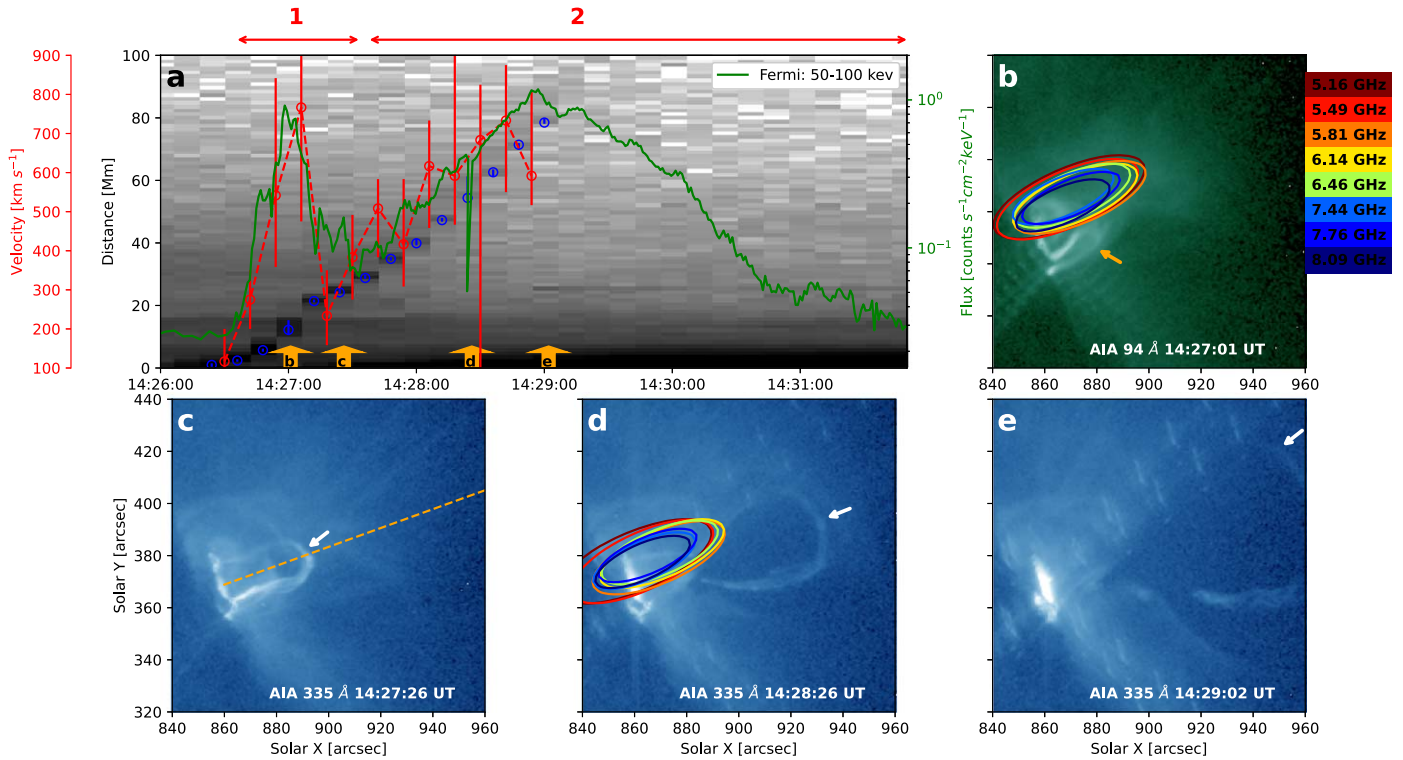 1
2
Velocity [km s⁻¹]
900
800
700
600
500
400
300
200
100
Distance [Mm]
100
80
60
40
20
0
a
Fermi: 50-100 kev
10⁰
10⁻¹
Flux [counts s⁻¹cm⁻²keV⁻¹]
b
c
d
e
14:26:00
14:27:00
14:28:00
14:29:00
14:30:00
14:31:00
b
AIA 94 Å 14:27:01 UT
840
860
880
900
920
940
960
5.16 GHz
5.49 GHz
5.81 GHz
6.14 GHz
6.46 GHz
7.44 GHz
7.76 GHz
8.09 GHz
Solar Y [arcsec]
440
420
400
380
360
340
320
c
AIA 335 Å 14:27:26 UT
840
860
880
900
920
940
960
Solar X [arcsec]
d
AIA 335 Å 14:28:26 UT
840
860
880
900
920
940
960
Solar X [arcsec]
e
AIA 335 Å 14:29:02 UT
840
860
880
900
920
940
960
Solar X [arcsec]